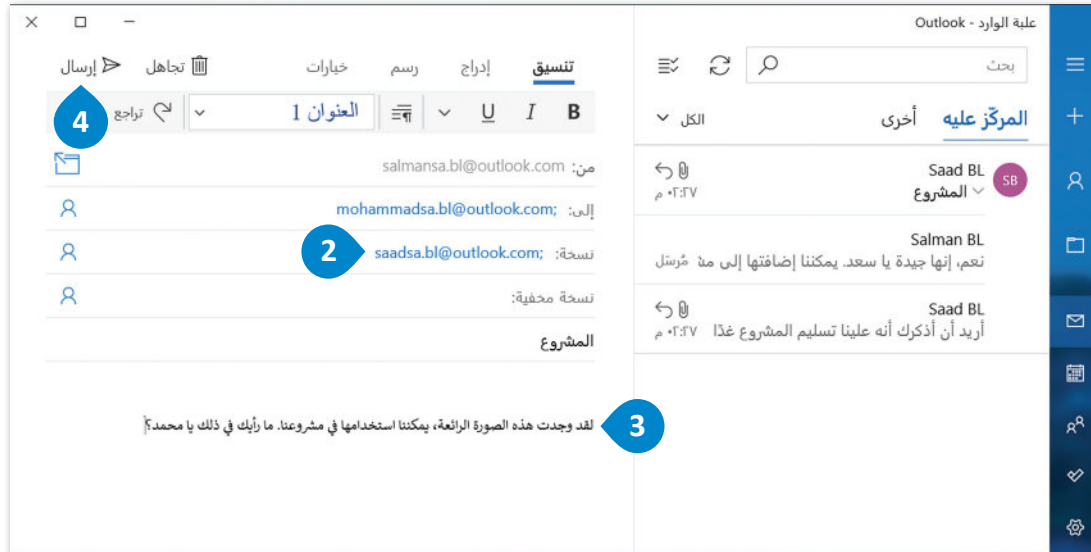 علبة الوارد - Outlook
بحث
المركّز عليه
أخرى
الكل
SB
Saad BL
المشروع
٠٢:٢٧ م
Salman BL
نعم، إنها جيدة يا سعد. يمكننا إضافتها إلى مشـ
مُرسَل
Saad BL
أريد أن أذكرك أنه علينا تسليم المشروع غدًا
٠٢:٢٧ م
تنسيق
إدراج
رسم
خيارات
تجاهل
إرسال
B I U
العنوان 1
تراجع
4
من: salmansa.bl@outlook.com
إلى: mohammadsa.bl@outlook.com;
نسخة: saadsa.bl@outlook.com;
2
نسخة مخفية:
المشروع
3
لقد وجدت هذه الصورة الرائعة، يمكننا استخدامها في مشروعنا. ما رأيك في ذلك يا محمد؟